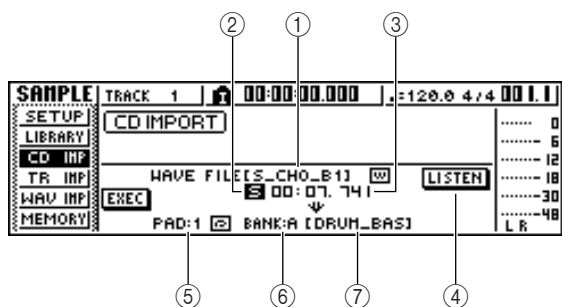 ② ① ③
SAMPLE TRACK 1 00:00:00.000 ♩=120.0 4/4 001.1
SETUP
LIBRARY
CD IMP
TR IMP
WAV IMP
MEMORY
CD IMPORT
WAVE FILE[S_CHO_B1] W
S 00:07.741
LISTEN
EXEC
PAD:1 BANK:A [DRUM_BAS]
0
6
12
18
30
48
L R
⑤ ⑥ ⑦ ④